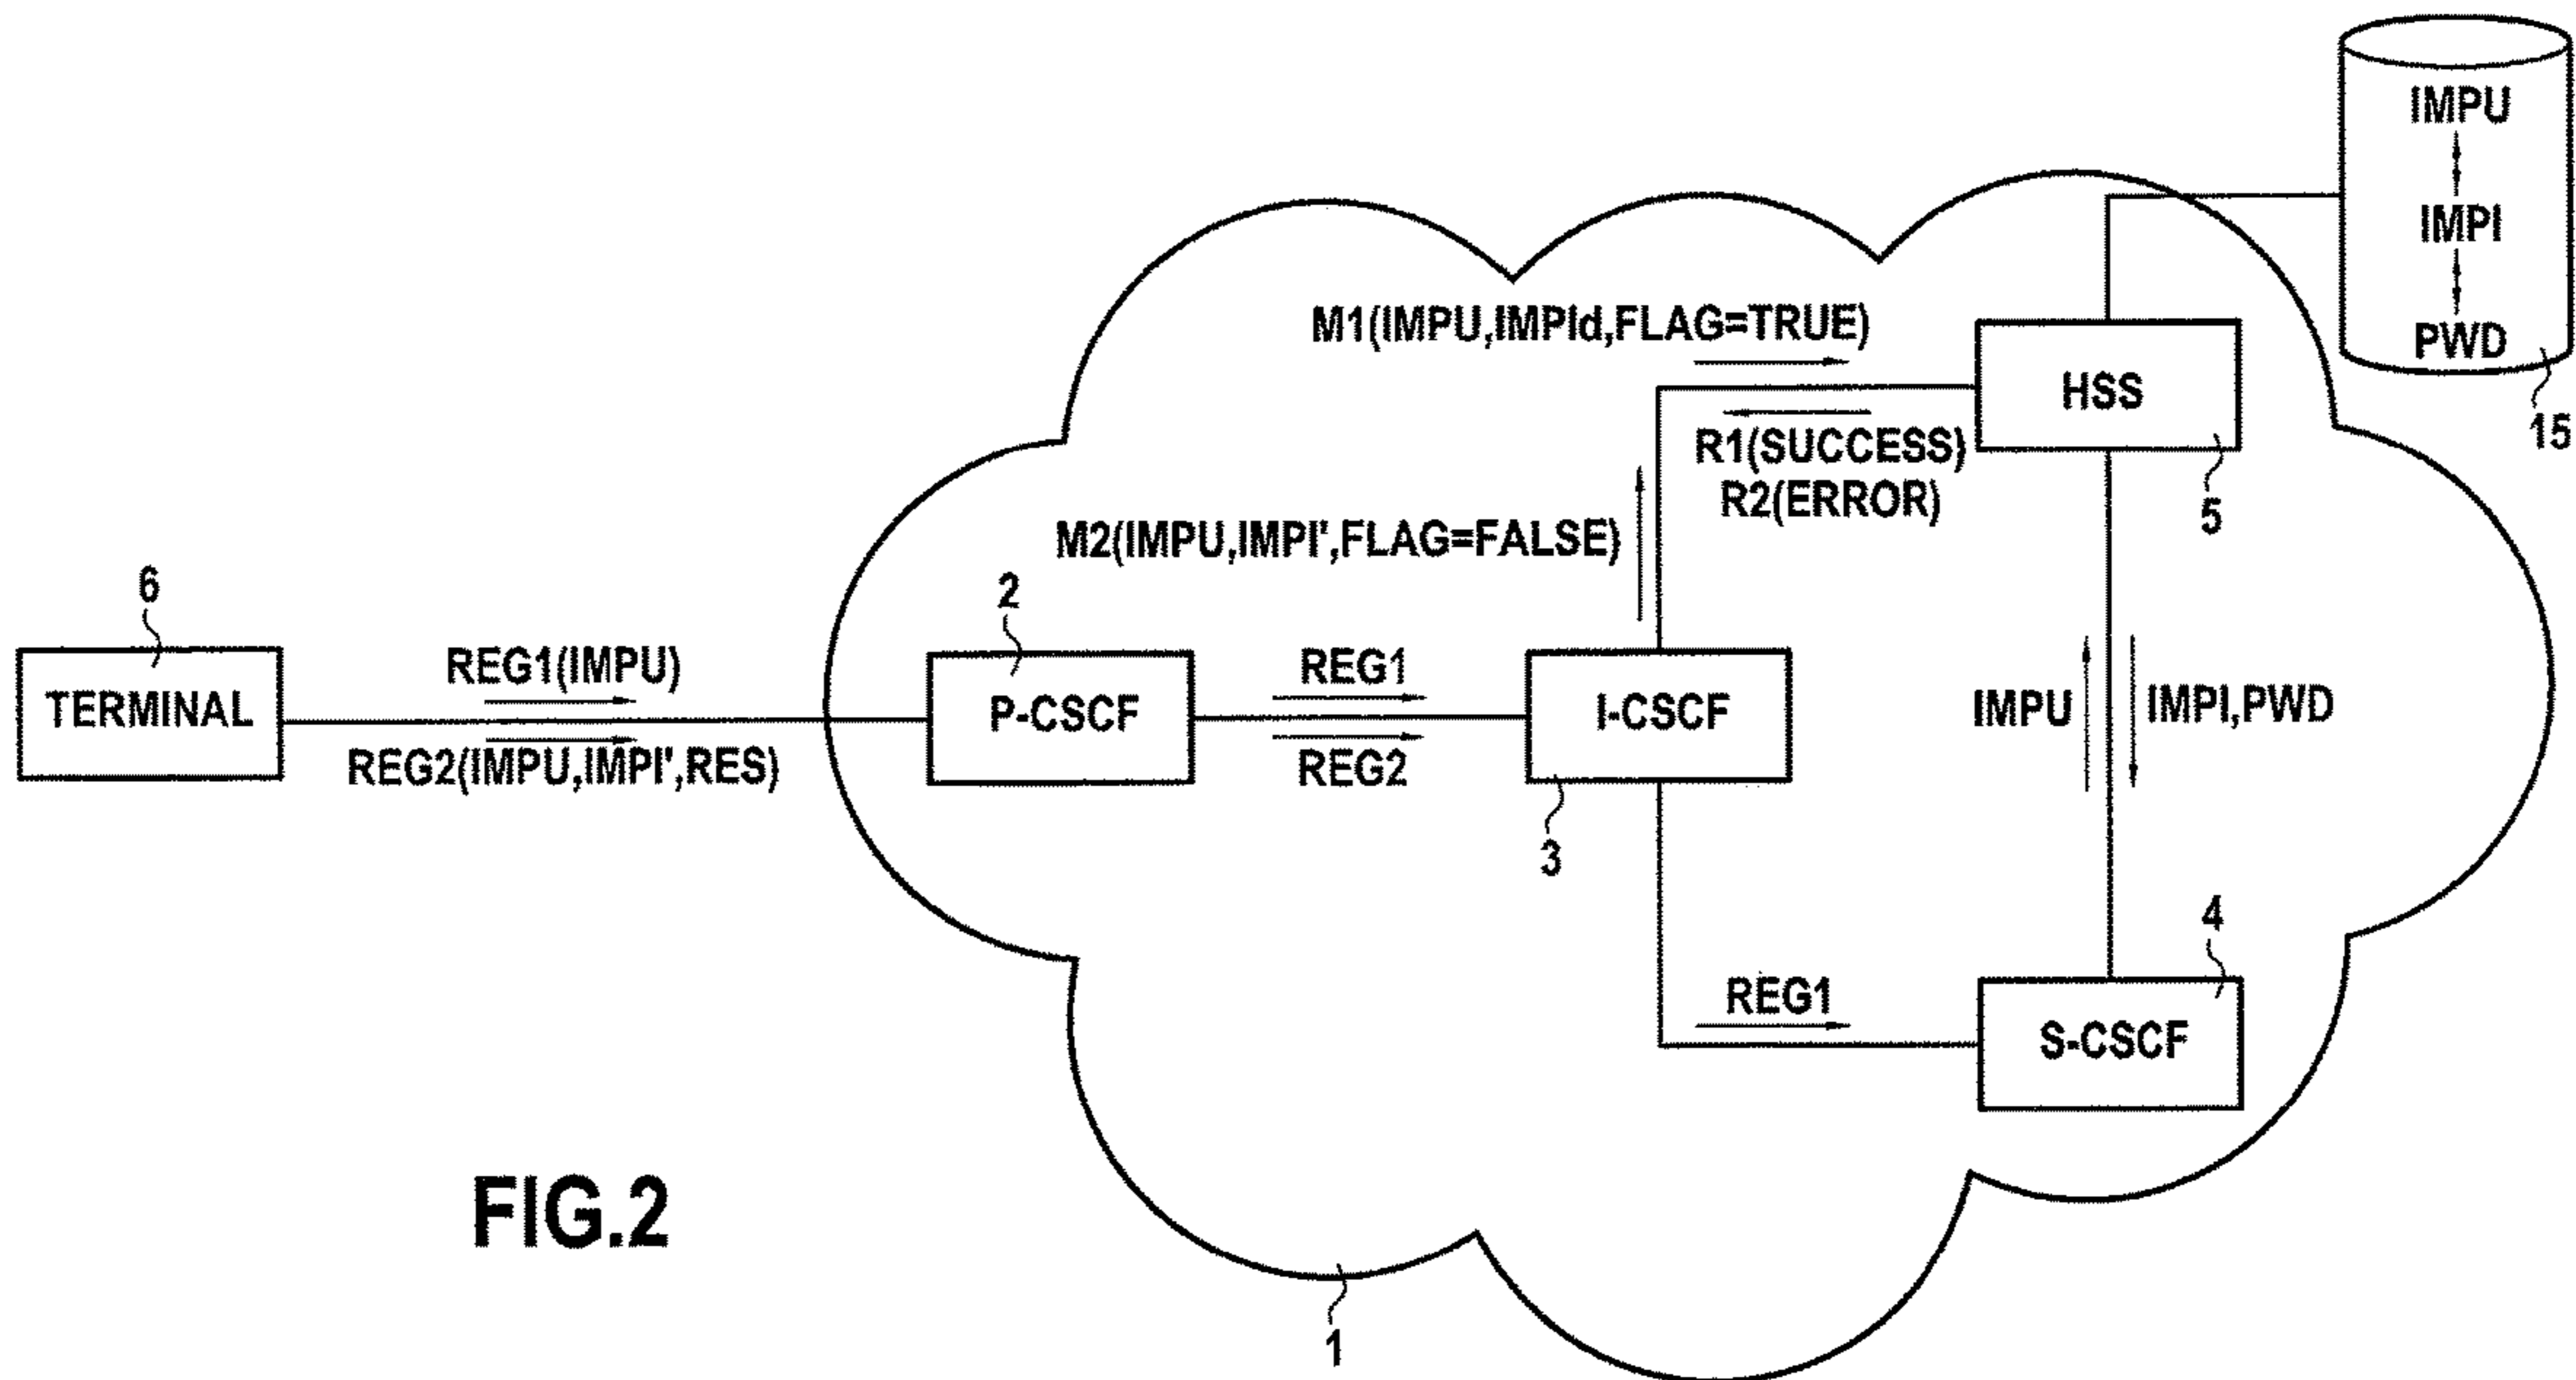 IMPU
IMPI
PWD
15
M1(IMPU,IMPId,FLAG=TRUE)
HSS
5
R1(SUCCESS)
R2(ERROR)
M2(IMPU,IMPI',FLAG=FALSE)
6
TERMINAL
REG1(IMPU)
REG2(IMPU,IMPI',RES)
2
P-CSCF
REG1
REG2
I-CSCF
3
IMPU
IMPI,PWD
4
REG1
S-CSCF
FIG.2
1